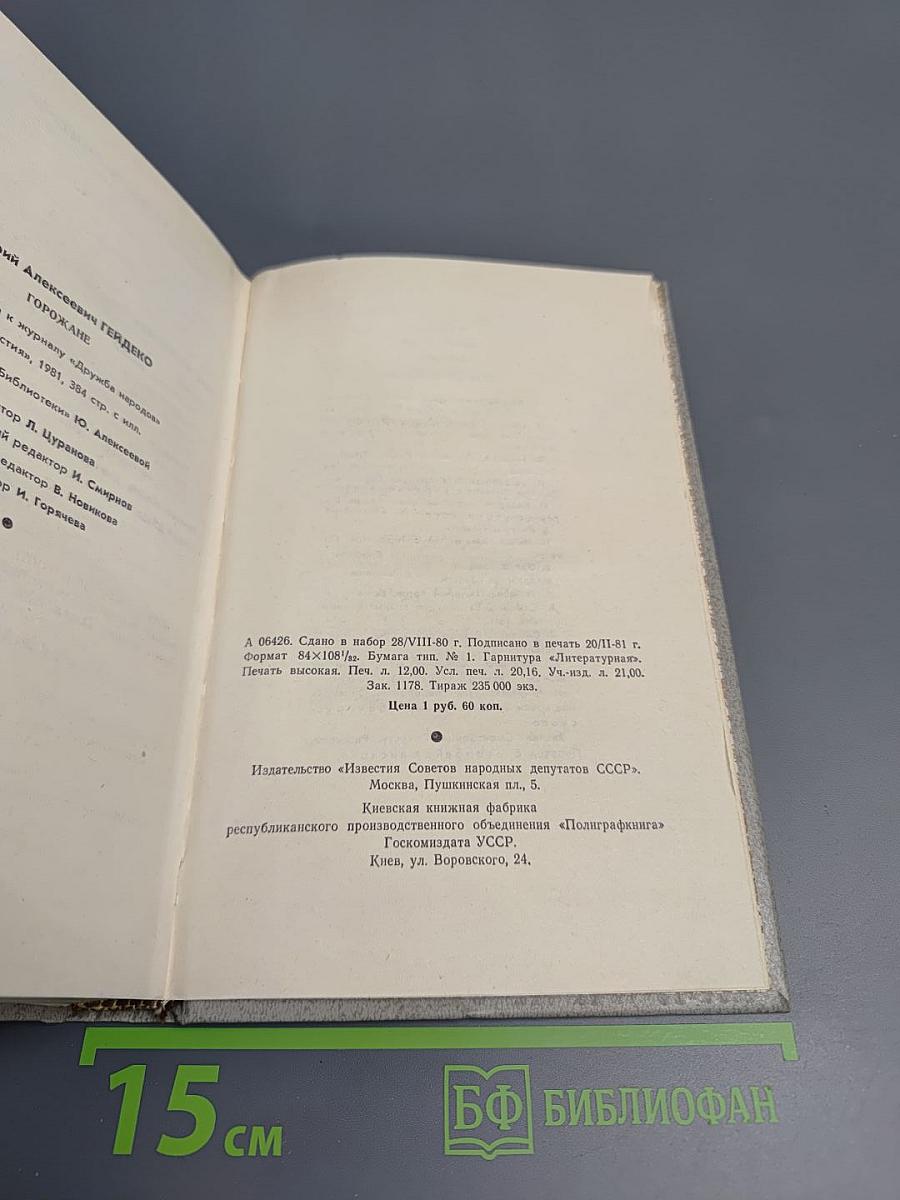 Алексеевич ГЕЙДЕКО
ГОРОЖАНЕ
к журналу «Дружба народов»
1981, 384 стр. с илл.
Библиотеки» Ю. Алексеевой
Л. Цуранова
редактор И. Смирнов
В. Новикова
И. Горячева
А 06426. Сдано в набор 28/VIII-80 г. Подписано в печать 20/II-81 г.
Формат 84×108¹/₃₂. Бумага тип. № 1. Гарнитура «Литературная».
Печать высокая. Печ. л. 12,00. Усл. печ. л. 20,16. Уч.-изд. л. 21,00.
Зак. 1178. Тираж 235 000 экз.
Цена 1 руб. 60 коп.
Издательство «Известия Советов народных депутатов СССР».
Москва, Пушкинская пл., 5.
Киевская книжная фабрика
республиканского производственного объединения «Полиграфкнига»
Госкомиздата УССР.
Киев, ул. Воровского, 24.
15 см
БФ БИБЛИОФАН